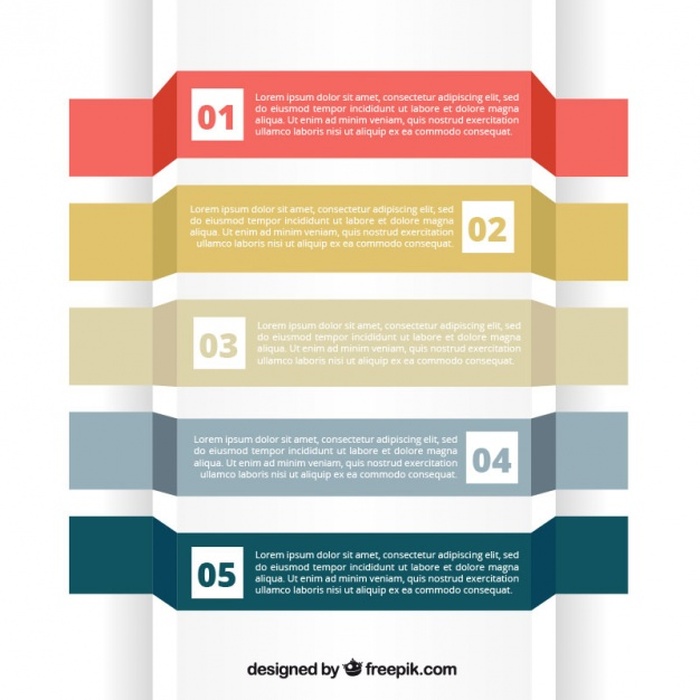 01
Lorem ipsum dolor sit amet, consectetur adipiscing elit, sed
do eiusmod tempor incididunt ut labore et dolore magna
aliqua. Ut enim ad minim veniam, quis nostrud exercitation
ullamco laboris nisi ut aliquip ex ea commodo consequat.
Lorem ipsum dolor sit amet, consectetur adipiscing elit, sed
do eiusmod tempor incididunt ut labore et dolore magna
aliqua. Ut enim ad minim veniam, quis nostrud exercitation
ullamco laboris nisi ut aliquip ex ea commodo consequat.
02
03
Lorem ipsum dolor sit amet, consectetur adipiscing elit, sed
do eiusmod tempor incididunt ut labore et dolore magna
aliqua. Ut enim ad minim veniam, quis nostrud exercitation
ullamco laboris nisi ut aliquip ex ea commodo consequat.
Lorem ipsum dolor sit amet, consectetur adipiscing elit, sed
do eiusmod tempor incididunt ut labore et dolore magna
aliqua. Ut enim ad minim veniam, quis nostrud exercitation
ullamco laboris nisi ut aliquip ex ea commodo consequat.
04
05
Lorem ipsum dolor sit amet, consectetur adipiscing elit, sed
do eiusmod tempor incididunt ut labore et dolore magna
aliqua. Ut enim ad minim veniam, quis nostrud exercitation
ullamco laboris nisi ut aliquip ex ea commodo consequat.
designed by freepik.com